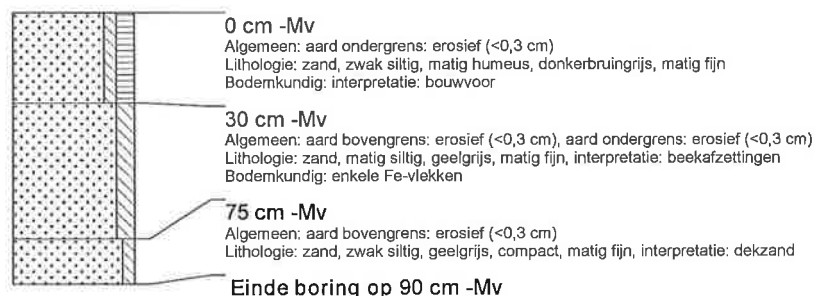 0 cm -Mv
Algemeen: aard ondergrens: erosief (<0,3 cm)
Lithologie: zand, zwak siltig, matig humeus, donkerbruingrijs, matig fijn
Bodemkundig: interpretatie: bouwvoor
30 cm -Mv
Algemeen: aard bovengrens: erosief (<0,3 cm), aard ondergrens: erosief (<0,3 cm)
Lithologie: zand, matig siltig, geelgrijs, matig fijn, interpretatie: beekafzettingen
Bodemkundig: enkele Fe-vlekken
75 cm -Mv
Algemeen: aard bovengrens: erosief (<0,3 cm)
Lithologie: zand, zwak siltig, geelgrijs, compact, matig fijn, interpretatie: dekzand
Einde boring op 90 cm -Mv